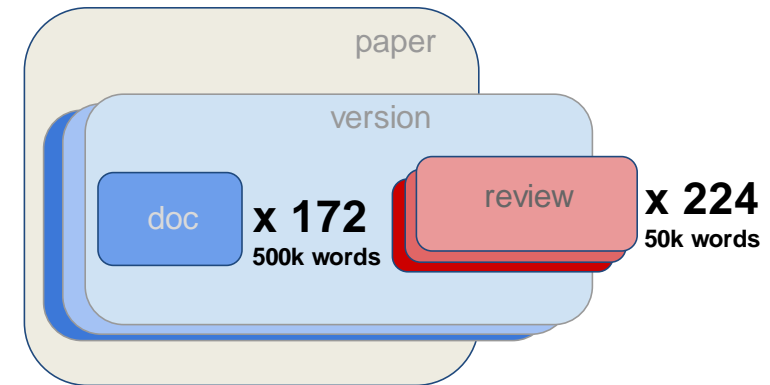 paper
version
doc
x 172
500k words
review
x 224
50k words